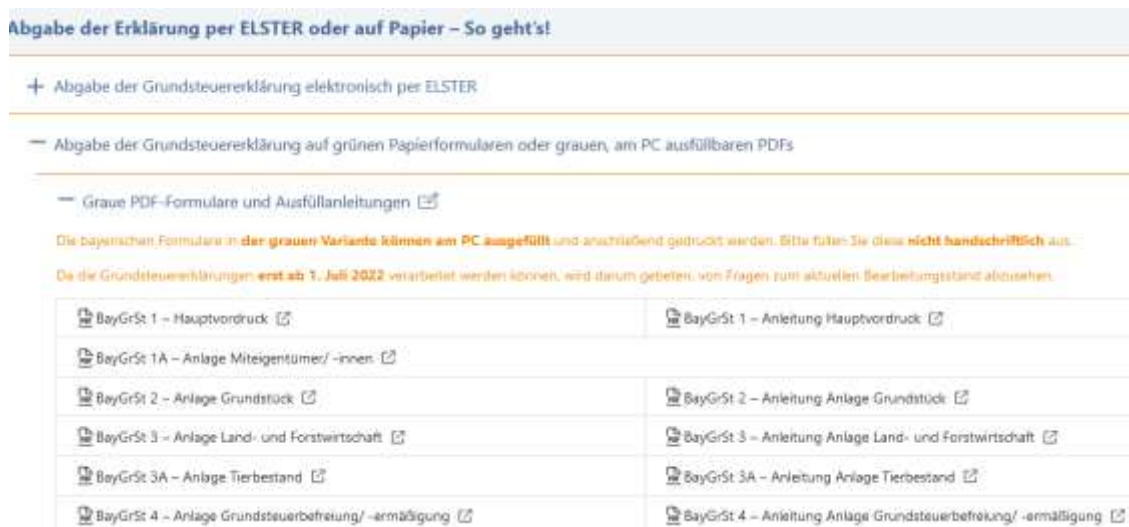 Abgabe der Erklärung per ELSTER oder auf Papier – So geht's!
Abgabe der Grundsteuererklärung elektronisch per ELSTER
Abgabe der Grundsteuererklärung auf grünen Papierformularen oder grauen, am PC ausfüllbaren PDFs
Graue PDF-Formulare und Ausfüllanleitungen
Die bayerischen Formulare in der grauen Variante können am PC ausgefüllt und anschließend gedruckt werden. Bitte füllen Sie diese nicht handschriftlich aus.
Da die Grundsteuererklärungen erst ab 1. Juli 2022 verarbeitet werden können, wird darum gebeten, von Fragen zum aktuellen Bearbeitungsstand abzusehen.
BayGrSt 1 – Hauptvordruck BayGrSt 1 – Anleitung Hauptvordruck
BayGrSt 1A – Anlage Miteigentümer/ -innen
BayGrSt 2 – Anlage Grundstück BayGrSt 2 – Anleitung Anlage Grundstück
BayGrSt 3 – Anlage Land- und Forstwirtschaft BayGrSt 3 – Anleitung Anlage Land- und Forstwirtschaft
BayGrSt 3A – Anlage Tierbestand BayGrSt 3A – Anleitung Anlage Tierbestand
BayGrSt 4 – Anlage Grundsteuerbefreiung/ -ermäßigung BayGrSt 4 – Anleitung Anlage Grundsteuerbefreiung/ -ermäßigung